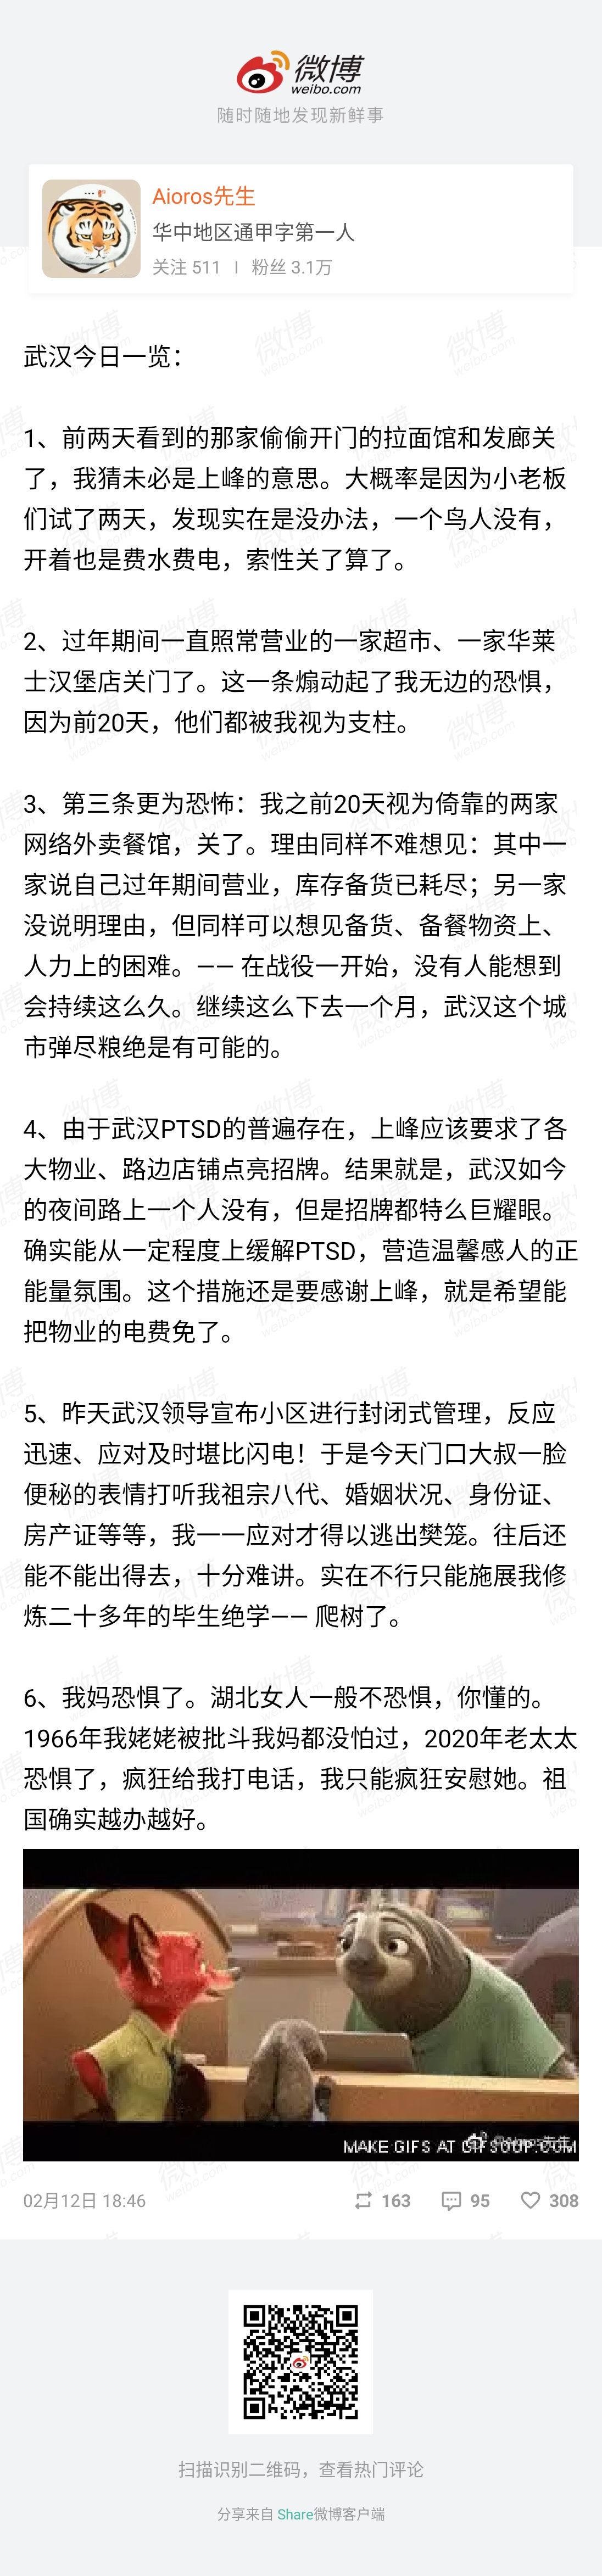 微博
weibo.com
随时随地发现新鲜事
Aioros先生
华中地区通甲字第一人
关注 511 | 粉丝 3.1万
武汉今日一览：
1、前两天看到的那家偷偷开门的拉面馆和发廊关
了，我猜未必是上峰的意思。大概率是因为小老板
们试了两天，发现实在是没办法，一个鸟人没有，
开着也是费水费电，索性关了算了。
2、过年期间一直照常营业的一家超市、一家华莱
士汉堡店关门了。这一条煽动起了我无边的恐惧，
因为前20天，他们都被我视为支柱。
3、第三条更为恐怖：我之前20天视为倚靠的两家
网络外卖餐馆，关了。理由同样不难想见：其中一
家说自己过年期间营业，库存备货已耗尽；另一家
没说明理由，但同样可以想见备货、备餐物资上、
人力上的困难。—— 在战役一开始，没有人能想到
会持续这么久。继续这么下去一个月，武汉这个城
市弹尽粮绝是有可能的。
4、由于武汉PTSD的普遍存在，上峰应该要求了各
大物业、路边店铺点亮招牌。结果就是，武汉如今
的夜间路上一个人没有，但是招牌都特么巨耀眼。
确实能从一定程度上缓解PTSD，营造温馨感人的正
能量氛围。这个措施还是要感谢上峰，就是希望能
把物业的电费免了。
5、昨天武汉领导宣布小区进行封闭式管理，反应
迅速、应对及时堪比闪电！于是今天门口大叔一脸
便秘的表情打听我祖宗八代、婚姻状况、身份证、
房产证等等，我一一应对才得以逃出樊笼。往后还
能不能出得去，十分难讲。实在不行只能施展我修
炼二十多年的毕生绝学—— 爬树了。
6、我妈恐惧了。湖北女人一般不恐惧，你懂的。
1966年我姥姥被批斗我妈都没怕过，2020年老太太
恐惧了，疯狂给我打电话，我只能疯狂安慰她。祖
国确实越办越好。
MAKE GIFS AT GIFSOUP.COM
@Aioros先生
02月12日 18:46 163 95 308
扫描识别二维码，查看热门评论
分享来自 Share微博客户端